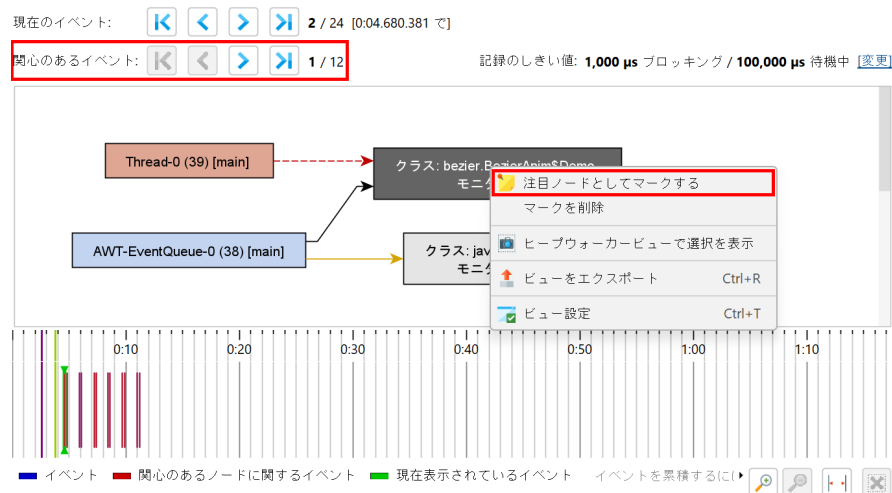 現在のイベント: 2 / 24 [0:04.680.381 で]
関心のあるイベント: 1 / 12 記録のしきい値: 1,000 µs ブロッキング / 100,000 µs 待機中 [変更]
Thread-0 (39) [main]
クラス: bezier.BezierAnim$Demo
モニ
注目ノードとしてマークする
マークを削除
AWT-EventQueue-0 (38) [main]
クラス: jav
モニ
ヒープウォーカービューで選択を表示
ビューをエクスポート Ctrl+R
ビュー設定 Ctrl+T
0:10 0:20 0:30 0:40 0:50 1:00 1:10
イベント 関心のあるノードに関するイベント 現在表示されているイベント イベントを累積するに